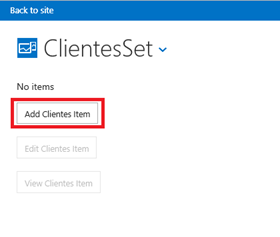 Back to site
ClientesSet
No items
Add Clientes Item
Edit Clientes Item
View Clientes Item